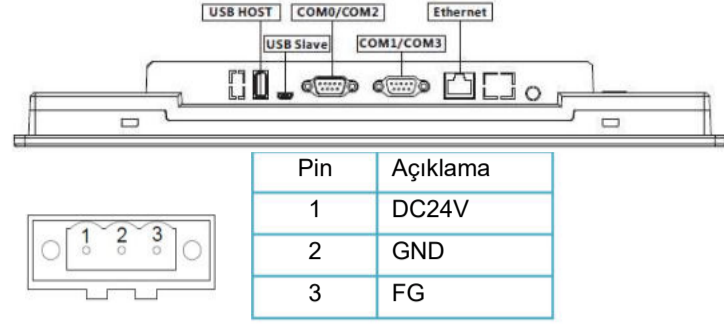 USB HOST COM0/COM2 Ethernet
USB Slave COM1/COM3
Pin Açıklama
1 DC24V
2 GND
3 FG
1 2 3